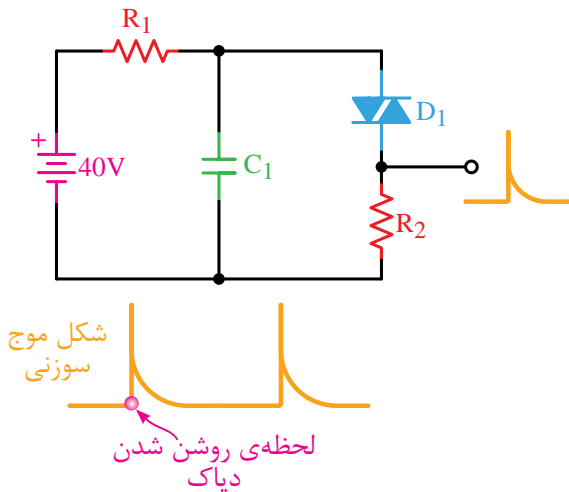 R1
D1
+
40V
C1
R2
شکل موج
سوزنی
لحظه‌ی روشن شدن
دیاک